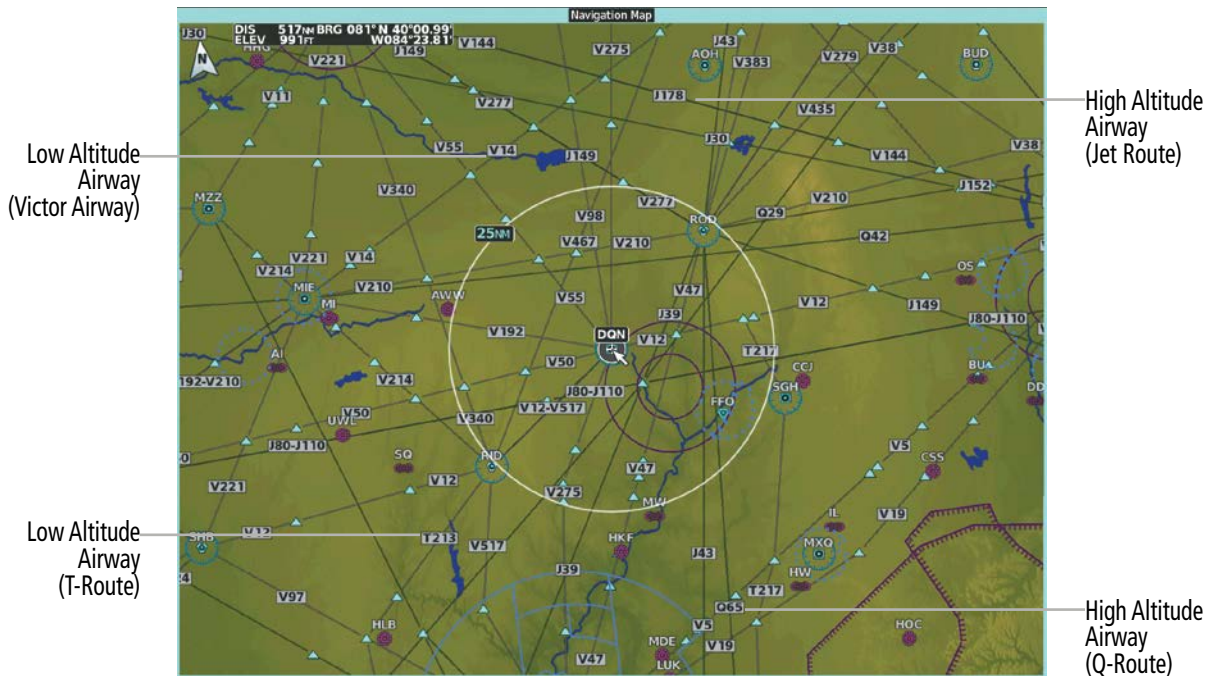 Navigation Map
DIS 517NM BRG 081° N 40°00.99'
ELEV 991FT W084°23.81'
N
J30
HHG
V221
J149
V144
V275
AOH
J43
V383
V279
V38
BUD
V11
V277
J178
V435
High Altitude
Airway
(Jet Route)
Low Altitude
Airway
(Victor Airway)
V55
V14
J149
J30
V144
V38
MZZ
V340
V277
V210
J152
V98
ROD
Q29
25NM
V467
V210
Q42
V221
V14
V214
MIE
V210
MI
AWW
V55
V47
OS
V12
J149
J39
J80-J110
V192
DQN
V12
T217
AI
V50
CCJ
BU
192-V210
V214
J80-J110
SGH
DD
V50
V12-V517
FFO
UWL
V340
J80-J110
V5
SQ
RID
V47
CSS
V221
V12
V275
MW
IL
V19
Low Altitude
Airway
(T-Route)
SHB
V12
T213
V517
HKF
J43
MXQ
HW
J39
T217
V97
Q65
High Altitude
Airway
(Q-Route)
HLB
V5
MDE
V19
HOC
V47
LUK